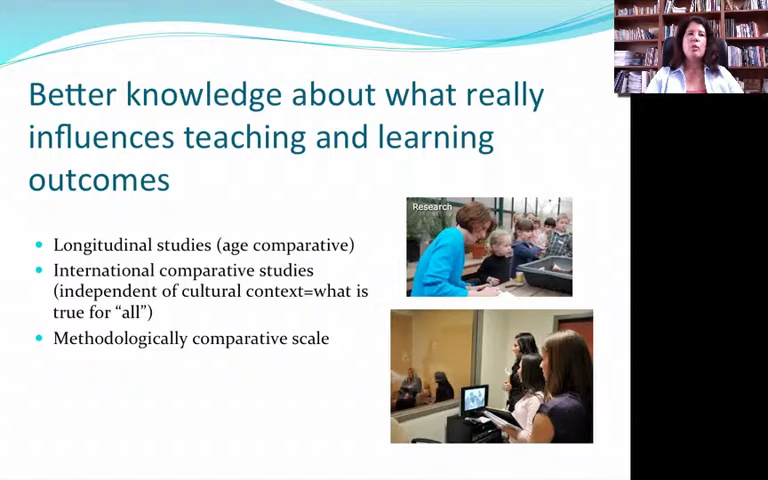 Better knowledge about what really
influences teaching and learning
outcomes
Research
• Longitudinal studies (age comparative)
• International comparative studies
(independent of cultural context=what is
true for “all”)
• Methodologically comparative scale